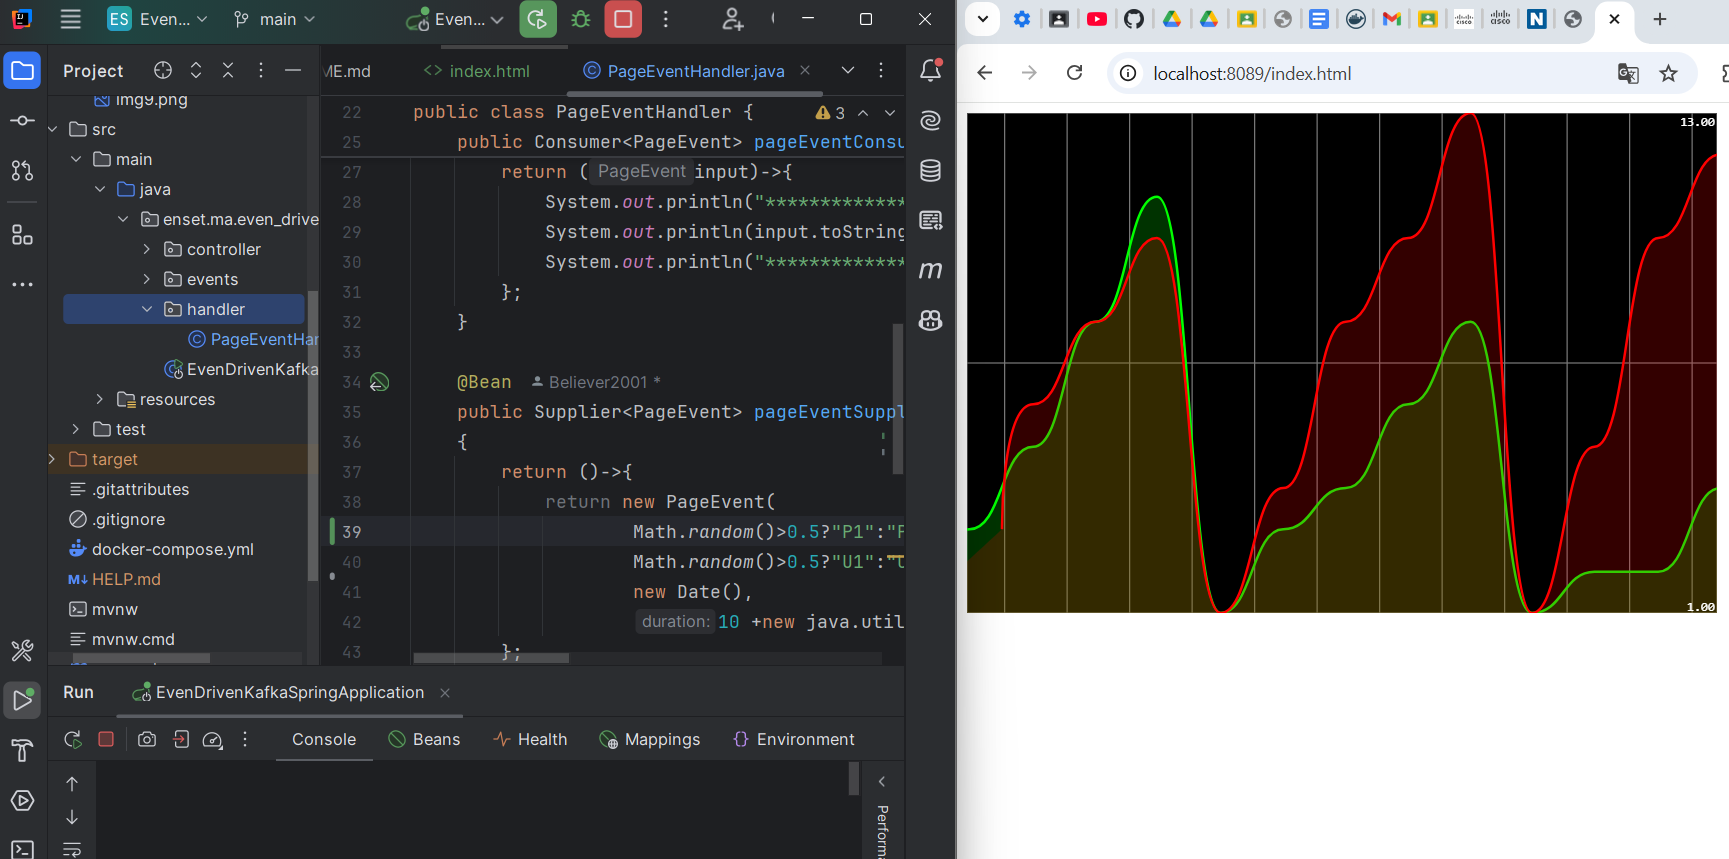 ES Even... main Even...
Project
ME.md index.html PageEventHandler.java
img9.png
src
main
java
enset.ma.even_drive
controller
events
handler
PageEventHar
EvenDrivenKafka
resources
test
target
.gitattributes
.gitignore
docker-compose.yml
M↓ HELP.md
mvnw
mvnw.cmd
22 public class PageEventHandler { 3
25 public Consumer<PageEvent> pageEventConsu
27 return ( PageEvent input)->{
28 System.out.println("*************
29 System.out.println(input.toString
30 System.out.println("*************
31 };
32 }
33
34 @Bean Believer2001 *
35 public Supplier<PageEvent> pageEventSuppl
36 {
37 return ()->{
38 return new PageEvent(
39 Math.random()>0.5?"P1":"P
40 Math.random()>0.5?"U1":"U
41 new Date(),
42 duration: 10 +new java.util
43 };
m
Run EvenDrivenKafkaSpringApplication
Console Beans Health Mappings Environment
Performa
cisco
cisco
N
localhost:8089/index.html
13.00
1.00